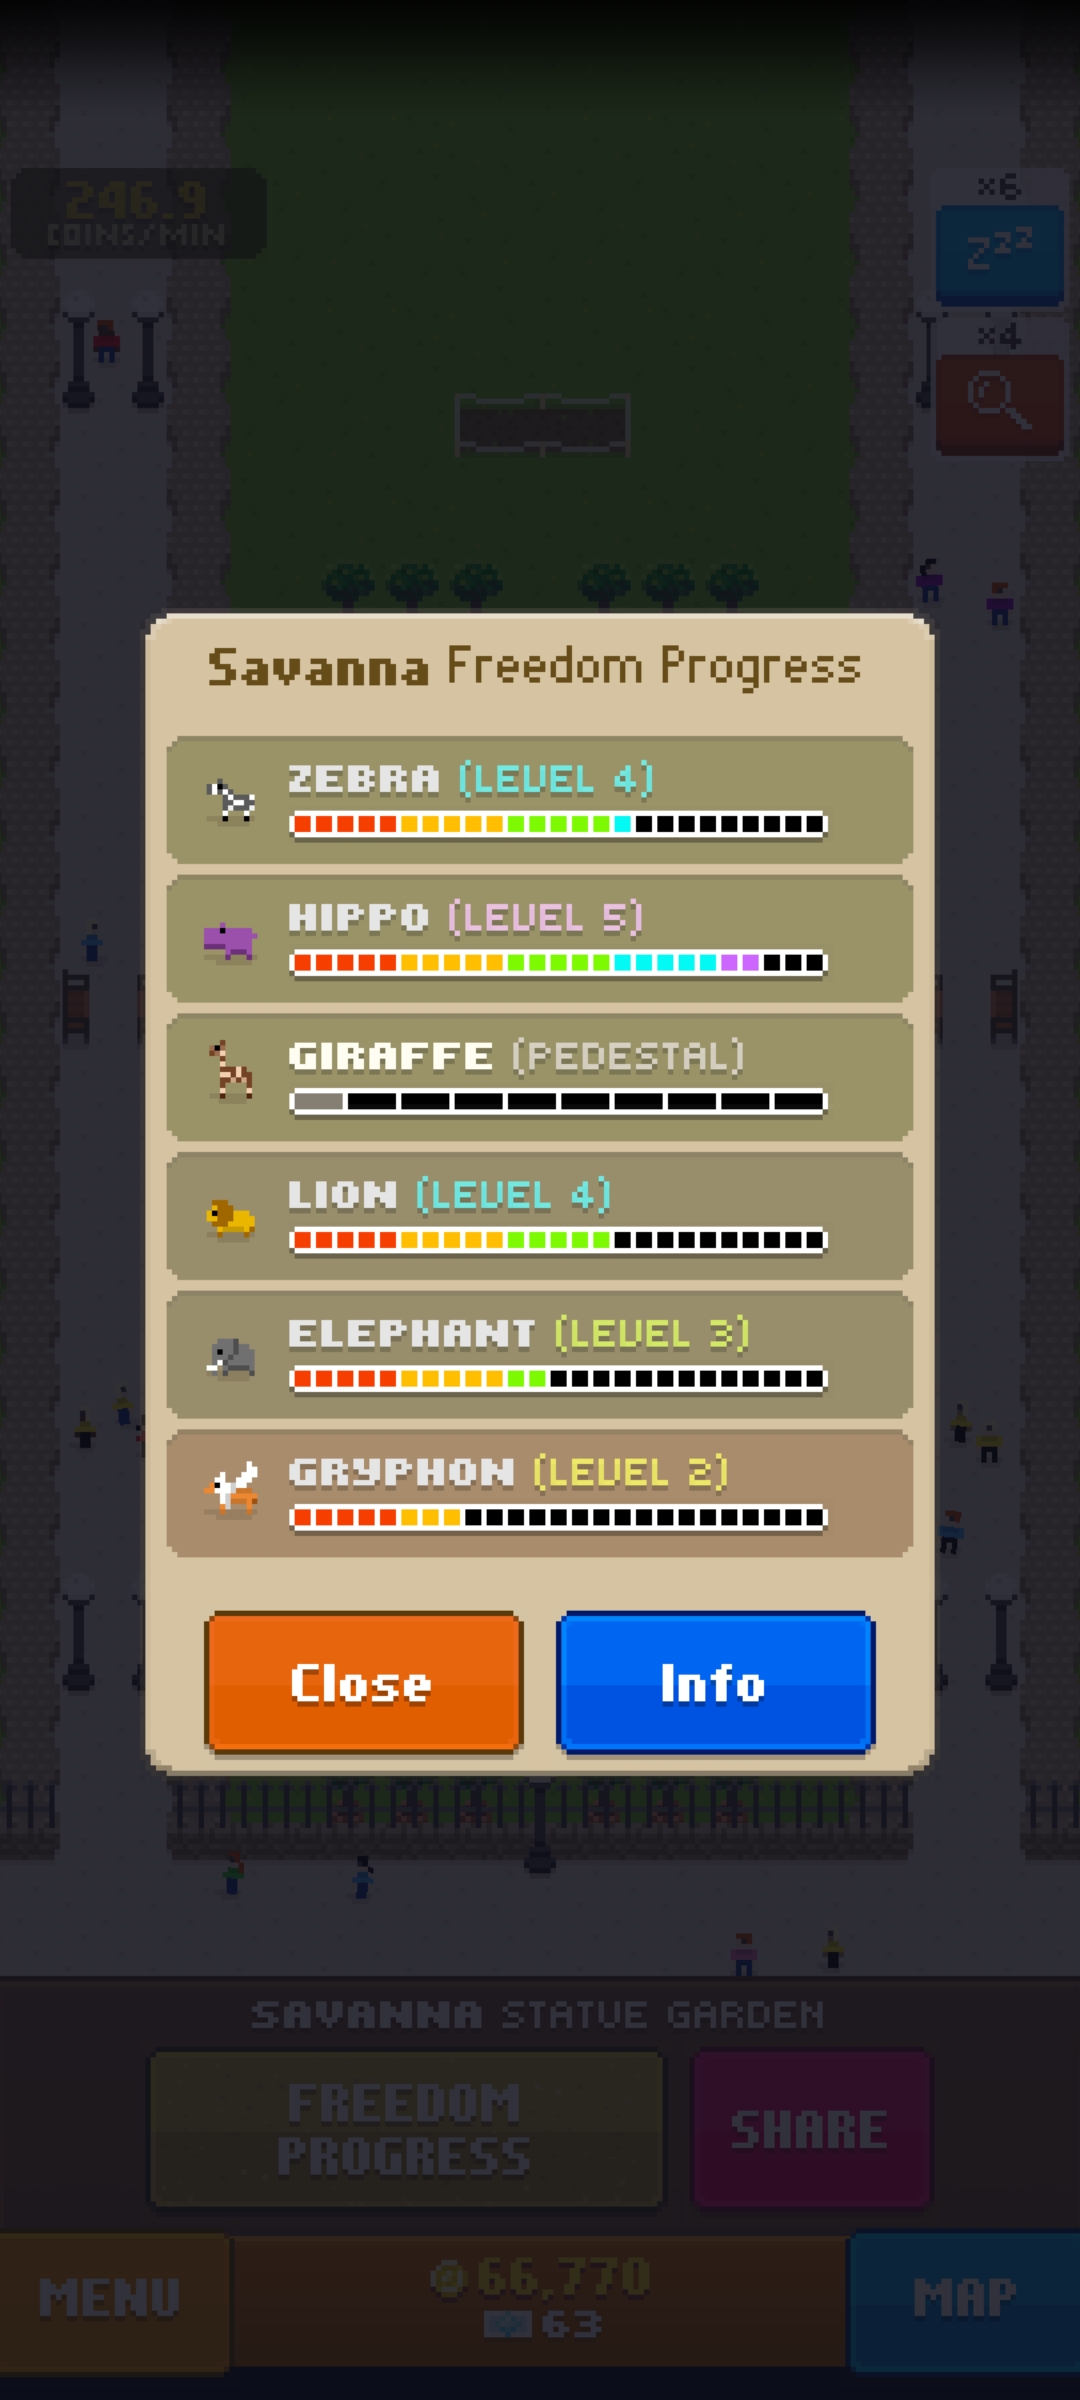 246.9
COINS/MIN
×6
zzz
×4
Savanna Freedom Progress
ZEBRA (LEVEL 4)
HIPPO (LEVEL 5)
GIRAFFE (PEDESTAL)
LION (LEVEL 4)
ELEPHANT (LEVEL 3)
GRYPHON (LEVEL 2)
Close
Info
SAVANNA STATUE GARDEN
FREEDOM
PROGRESS
SHARE
MENU
66,770
63
MAP